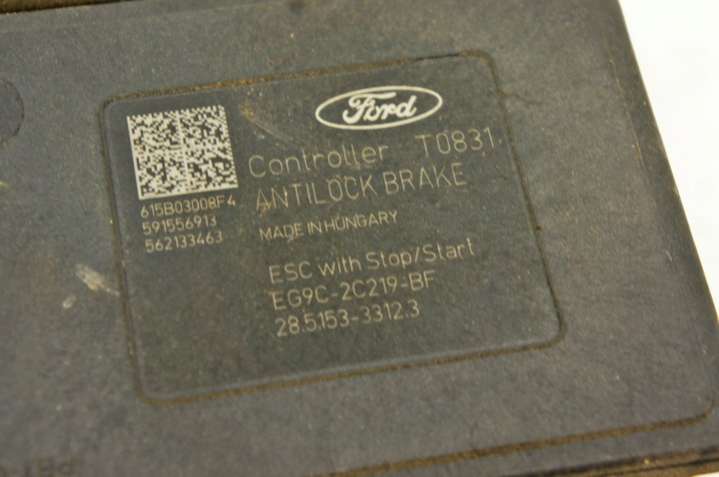 Ford
Controller T0831
ANTILOCK BRAKE
MADE IN HUNGARY
615B03008F4
591556913
562133463
ESC with Stop/Start
EG9C-2C219-BF
28.5153-3312.3